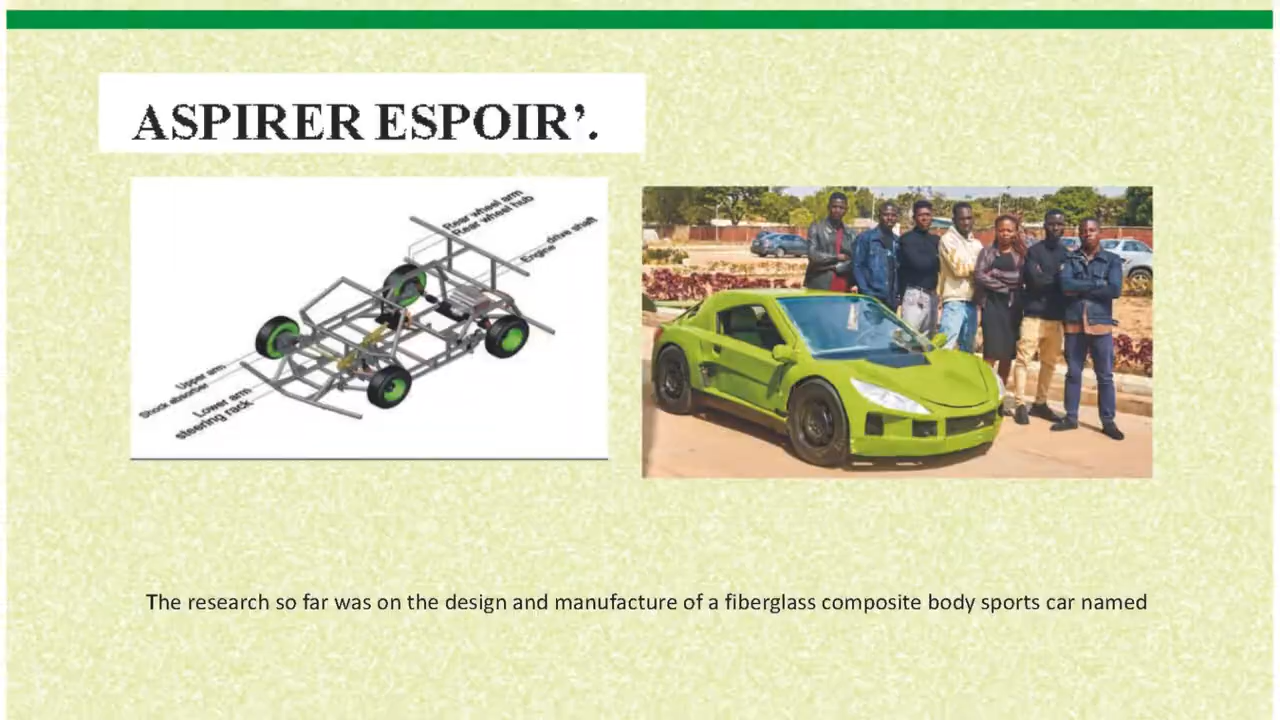 ASPIRER ESPOIR’.
Rear wheel arm
Rear wheel hub
drive shaft
Engine
Upper arm
Shock absorber
Lower arm
steering rack
The research so far was on the design and manufacture of a fiberglass composite body sports car named